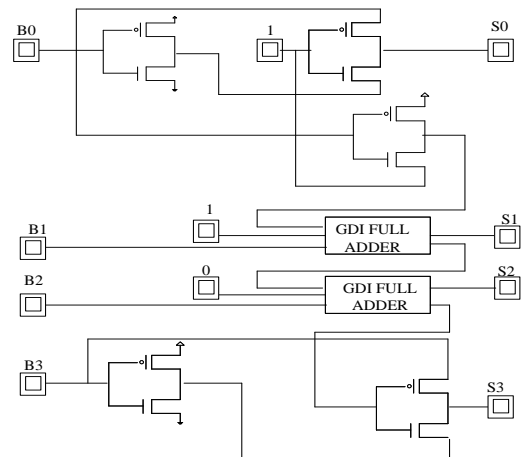 B0
1
S0
B1
1
GDI FULL
ADDER
S1
B2
0
GDI FULL
ADDER
S2
B3
S3